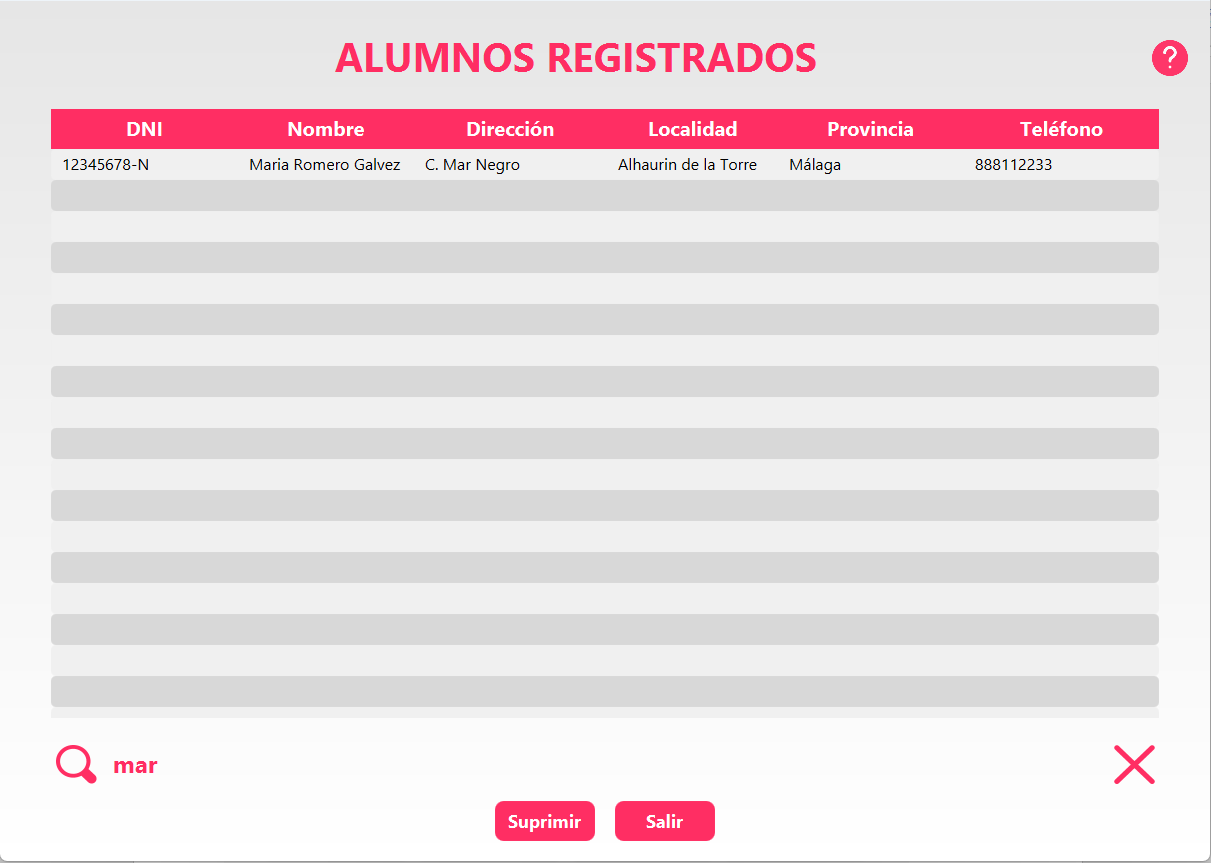 ALUMNOS REGISTRADOS
?
DNI Nombre Dirección Localidad Provincia Teléfono
12345678-N Maria Romero Galvez C. Mar Negro Alhaurin de la Torre Málaga 888112233
mar
Suprimir Salir